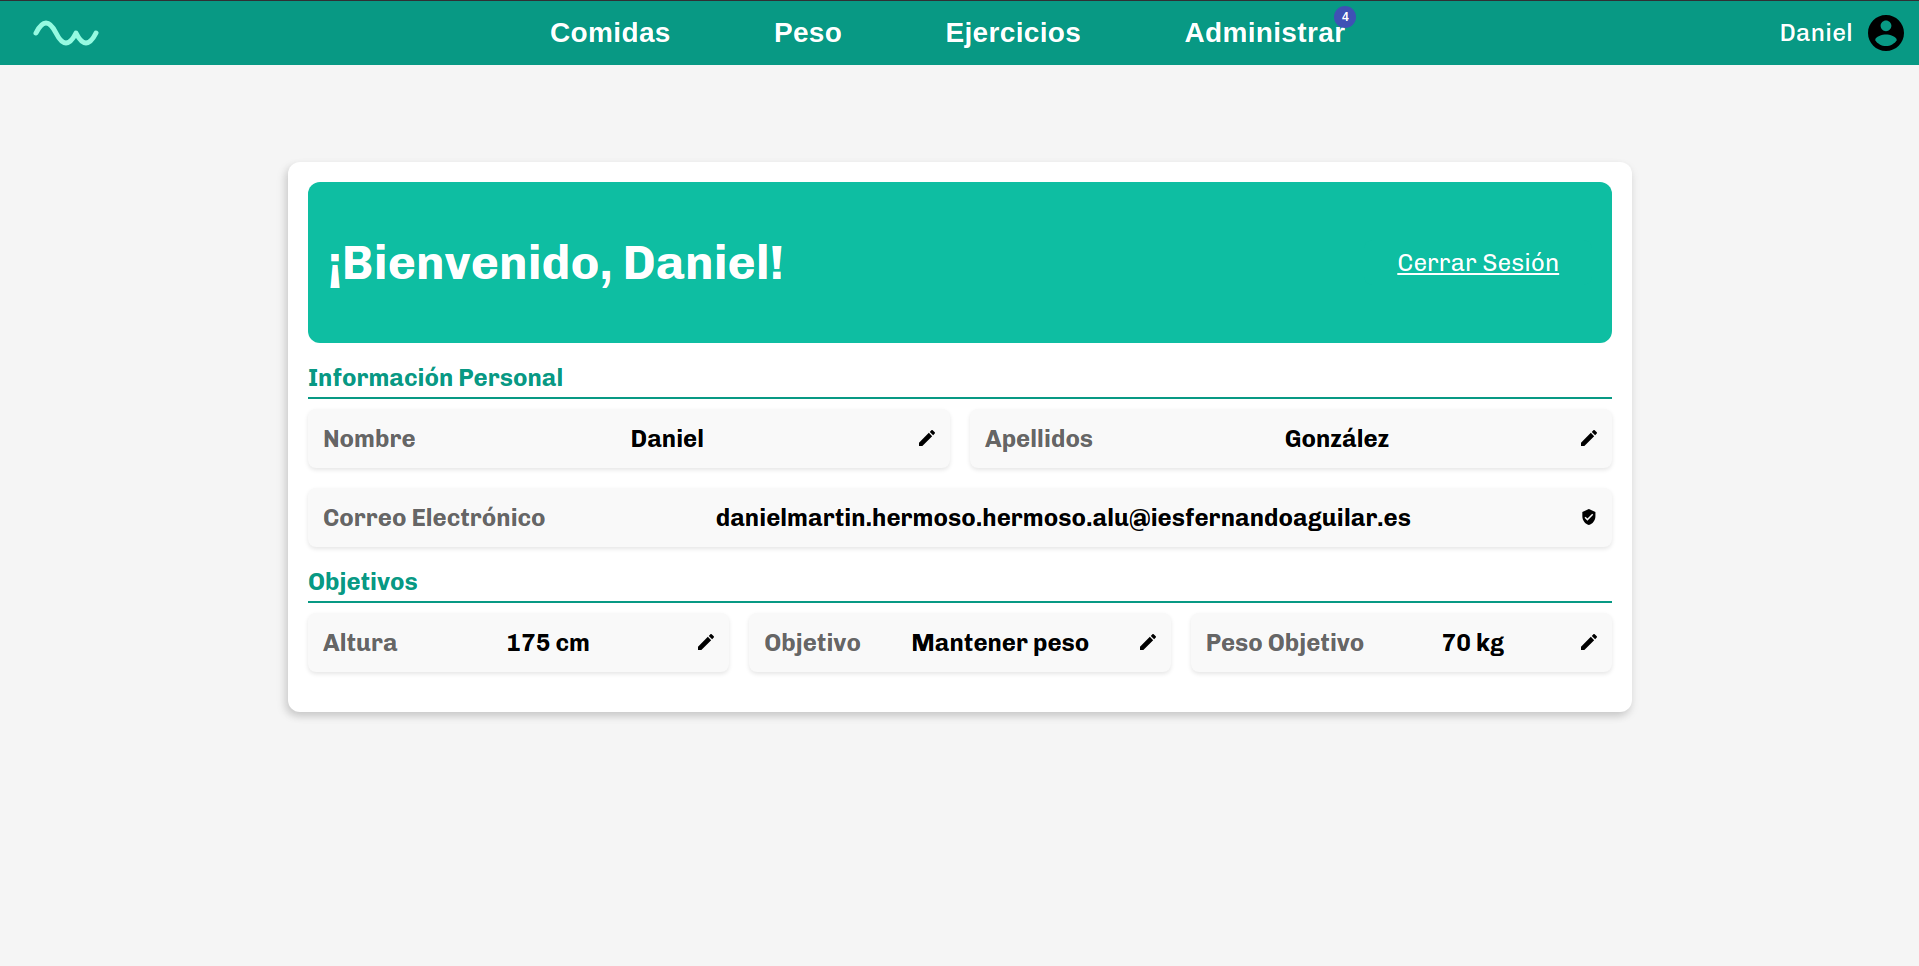 Comidas Peso Ejercicios Administrar 4 Daniel
¡Bienvenido, Daniel! Cerrar Sesión
Información Personal
Nombre Daniel Apellidos González
Correo Electrónico danielmartin.hermoso.hermoso.alu@iesfernandoaguilar.es
Objetivos
Altura 175 cm Objetivo Mantener peso Peso Objetivo 70 kg